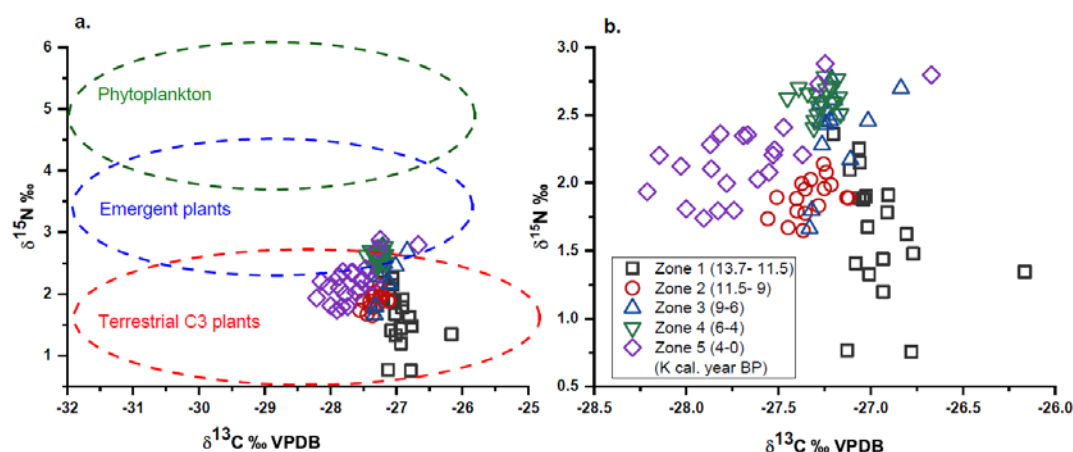 a.
6
5
4
3
2
1
δ 15N ‰
Phytoplankton
Emergent plants
Terrestrial C3 plants
-32 -31 -30 -29 -28 -27 -26 -25
δ13C ‰ VPDB
b.
3.0
2.5
2.0
1.5
1.0
0.5
δ 15N ‰
Zone 1 (13.7- 11.5)
Zone 2 (11.5- 9)
Zone 3 (9-6)
Zone 4 (6-4)
Zone 5 (4-0)
(K cal. year BP)
-28.5 -28.0 -27.5 -27.0 -26.5 -26.0
δ13C ‰ VPDB